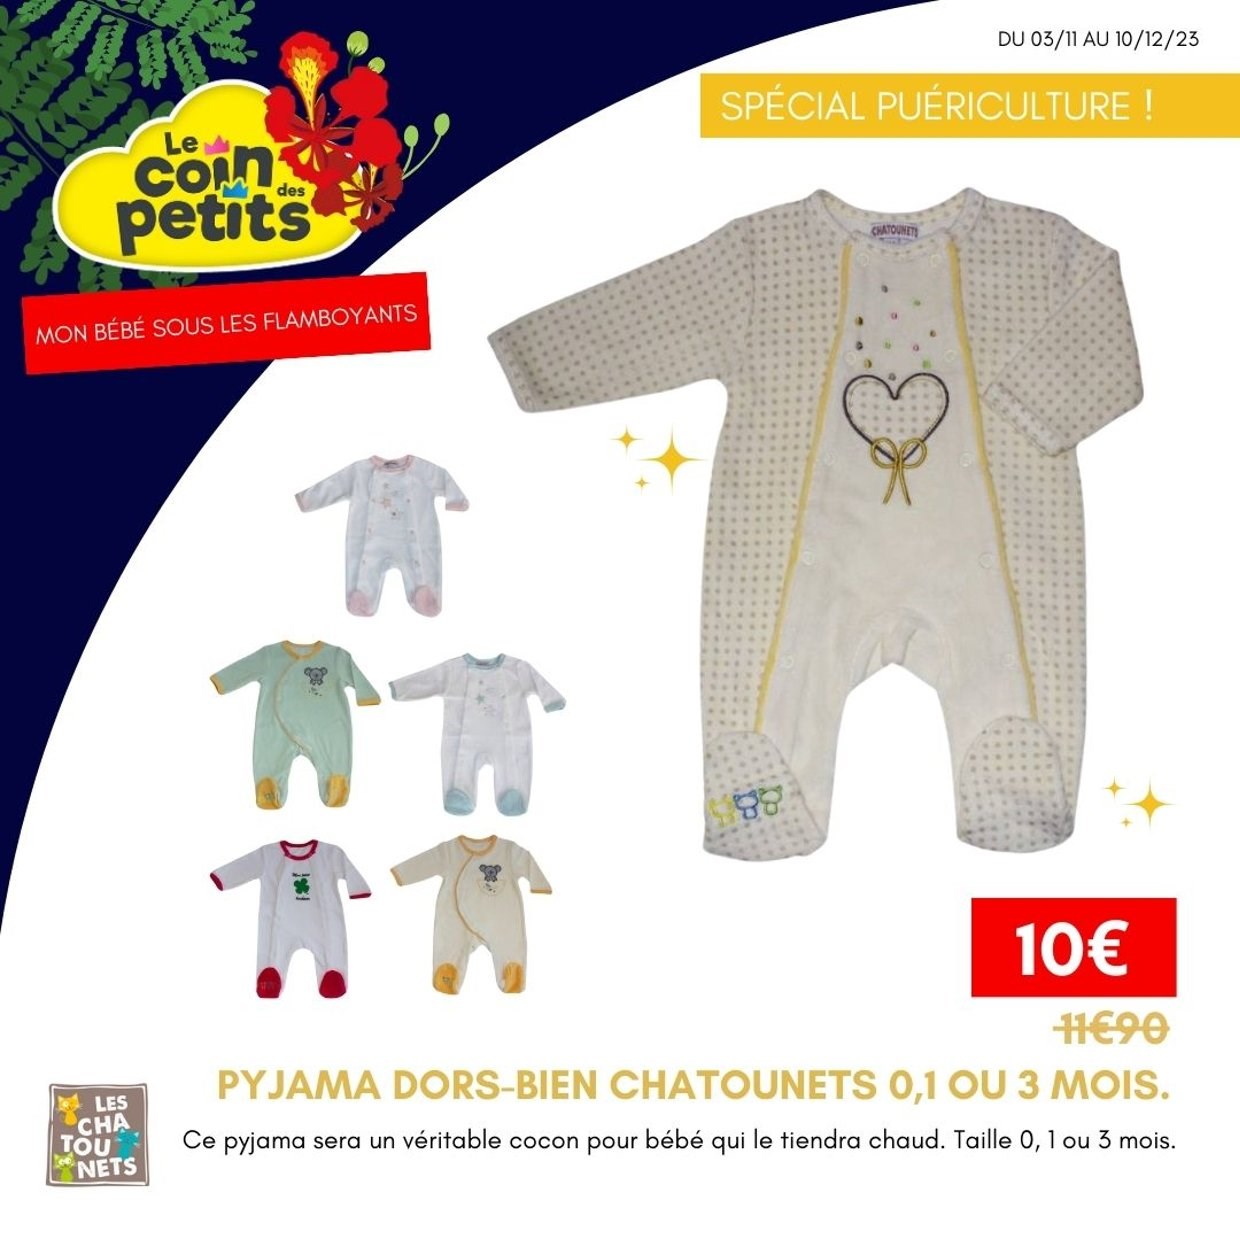 DU 03/11 AU 10/12/23
SPÉCIAL PUÉRICULTURE !
Le
coin
des
petits
MON BÉBÉ SOUS LES FLAMBOYANTS
CHATOUNETS
10€
11€90
PYJAMA DORS-BIEN CHATOUNETS 0,1 OU 3 MOIS.
LES
CHA
TOU
NETS
Ce pyjama sera un véritable cocon pour bébé qui le tiendra chaud. Taille 0, 1 ou 3 mois.